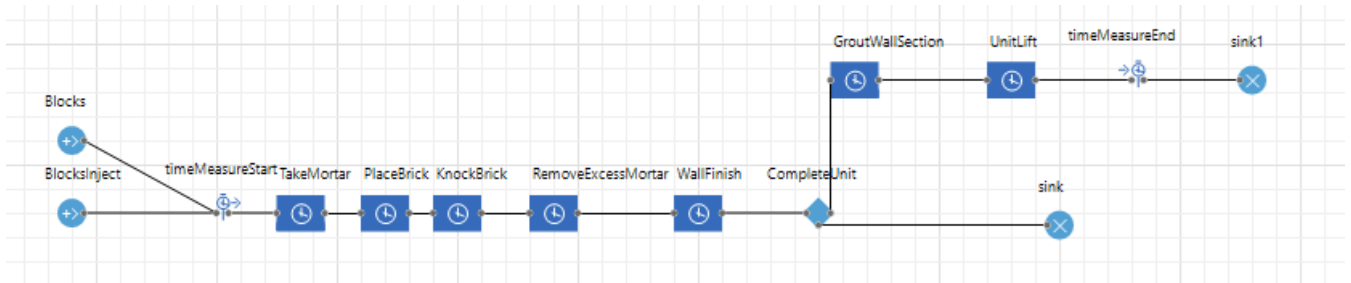 GroutWallSection
UnitLift
timeMeasureEnd
sink1
Blocks
BlocksInject
timeMeasureStart
TakeMortar
PlaceBrick
KnockBrick
RemoveExcessMortar
WallFinish
CompleteUnit
sink